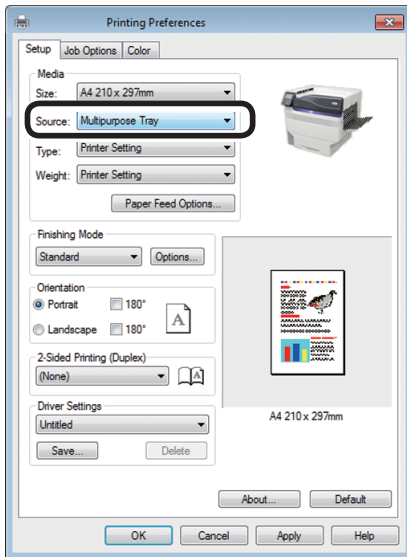 Printing Preferences
Setup Job Options Color
Media
Size: A4 210 x 297mm
Source: Multipurpose Tray
Type: Printer Setting
Weight: Printer Setting
Paper Feed Options...
Finishing Mode
Standard Options...
Orientation
Portrait 180°
Landscape 180°
A
2-Sided Printing (Duplex)
(None) A
Driver Settings
Untitled
Save... Delete
A4 210 x 297mm
About... Default
OK Cancel Apply Help